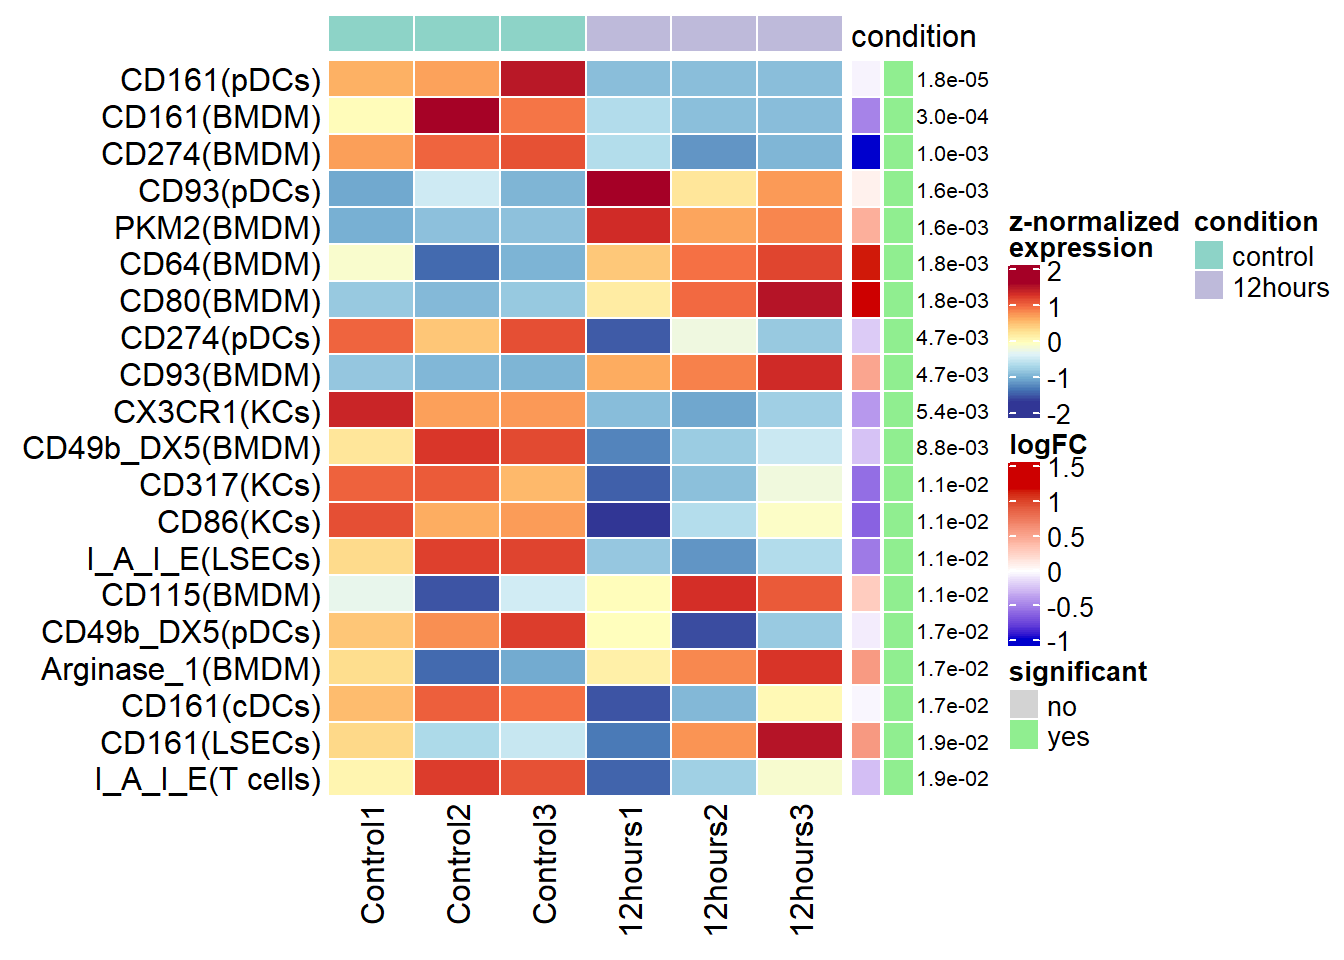 condition
CD161(pDCs) 1.8e-05
CD161(BMDM) 3.0e-04
CD274(BMDM) 1.0e-03
CD93(pDCs) 1.6e-03
PKM2(BMDM) 1.6e-03
CD64(BMDM) 1.8e-03
CD80(BMDM) 1.8e-03
CD274(pDCs) 4.7e-03
CD93(BMDM) 4.7e-03
CX3CR1(KCs) 5.4e-03
CD49b_DX5(BMDM) 8.8e-03
CD317(KCs) 1.1e-02
CD86(KCs) 1.1e-02
I_A_I_E(LSECs) 1.1e-02
CD115(BMDM) 1.1e-02
CD49b_DX5(pDCs) 1.7e-02
Arginase_1(BMDM) 1.7e-02
CD161(cDCs) 1.7e-02
CD161(LSECs) 1.9e-02
I_A_I_E(T cells) 1.9e-02
Control1
Control2
Control3
12hours1
12hours2
12hours3
z-normalized
expression
2
1
0
-1
-2
logFC
1.5
1
0.5
0
-0.5
-1
significant
no
yes
condition
control
12hours